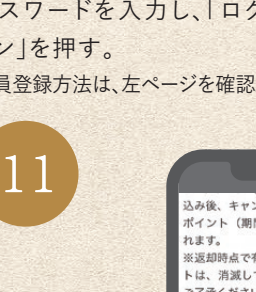 スワードを入力し、「ログ
ン」を押す。
員登録方法は、左ページを確認
11
込み後、キャン
ポイント（期
れます。
※返却時点で有
トは、消滅し